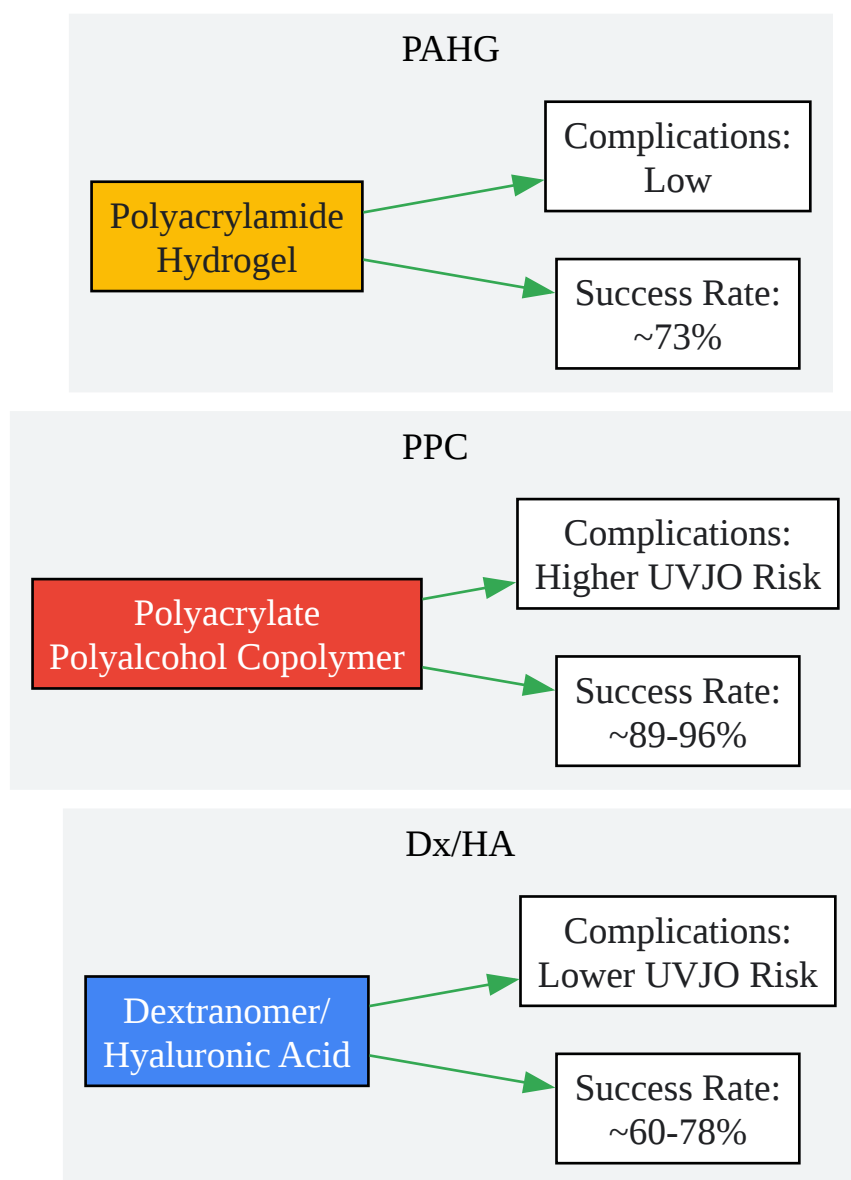 PAHG
Polyacrylamide
Hydrogel
Complications:
Low
Success Rate:
~73%
PPC
Polyacrylate
Polyalcohol Copolymer
Complications:
Higher UVJO Risk
Success Rate:
~89-96%
Dx/HA
Dextranomer/
Hyaluronic Acid
Complications:
Lower UVJO Risk
Success Rate:
~60-78%